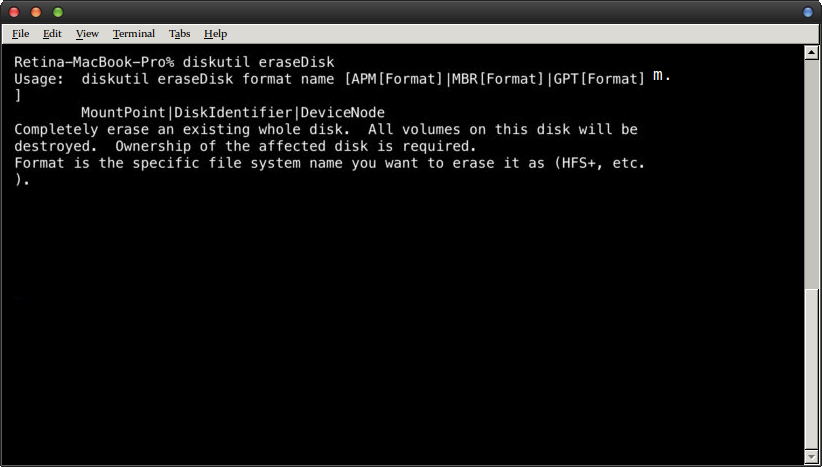 File Edit View Terminal Tabs Help
Retina-MacBook-Pro% diskutil eraseDisk
Usage:  diskutil eraseDisk format name [APM[Format]|MBR[Format]|GPT[Format] m.
]
        MountPoint|DiskIdentifier|DeviceNode
Completely erase an existing whole disk.  All volumes on this disk will be
destroyed.  Ownership of the affected disk is required.
Format is the specific file system name you want to erase it as (HFS+, etc.
).